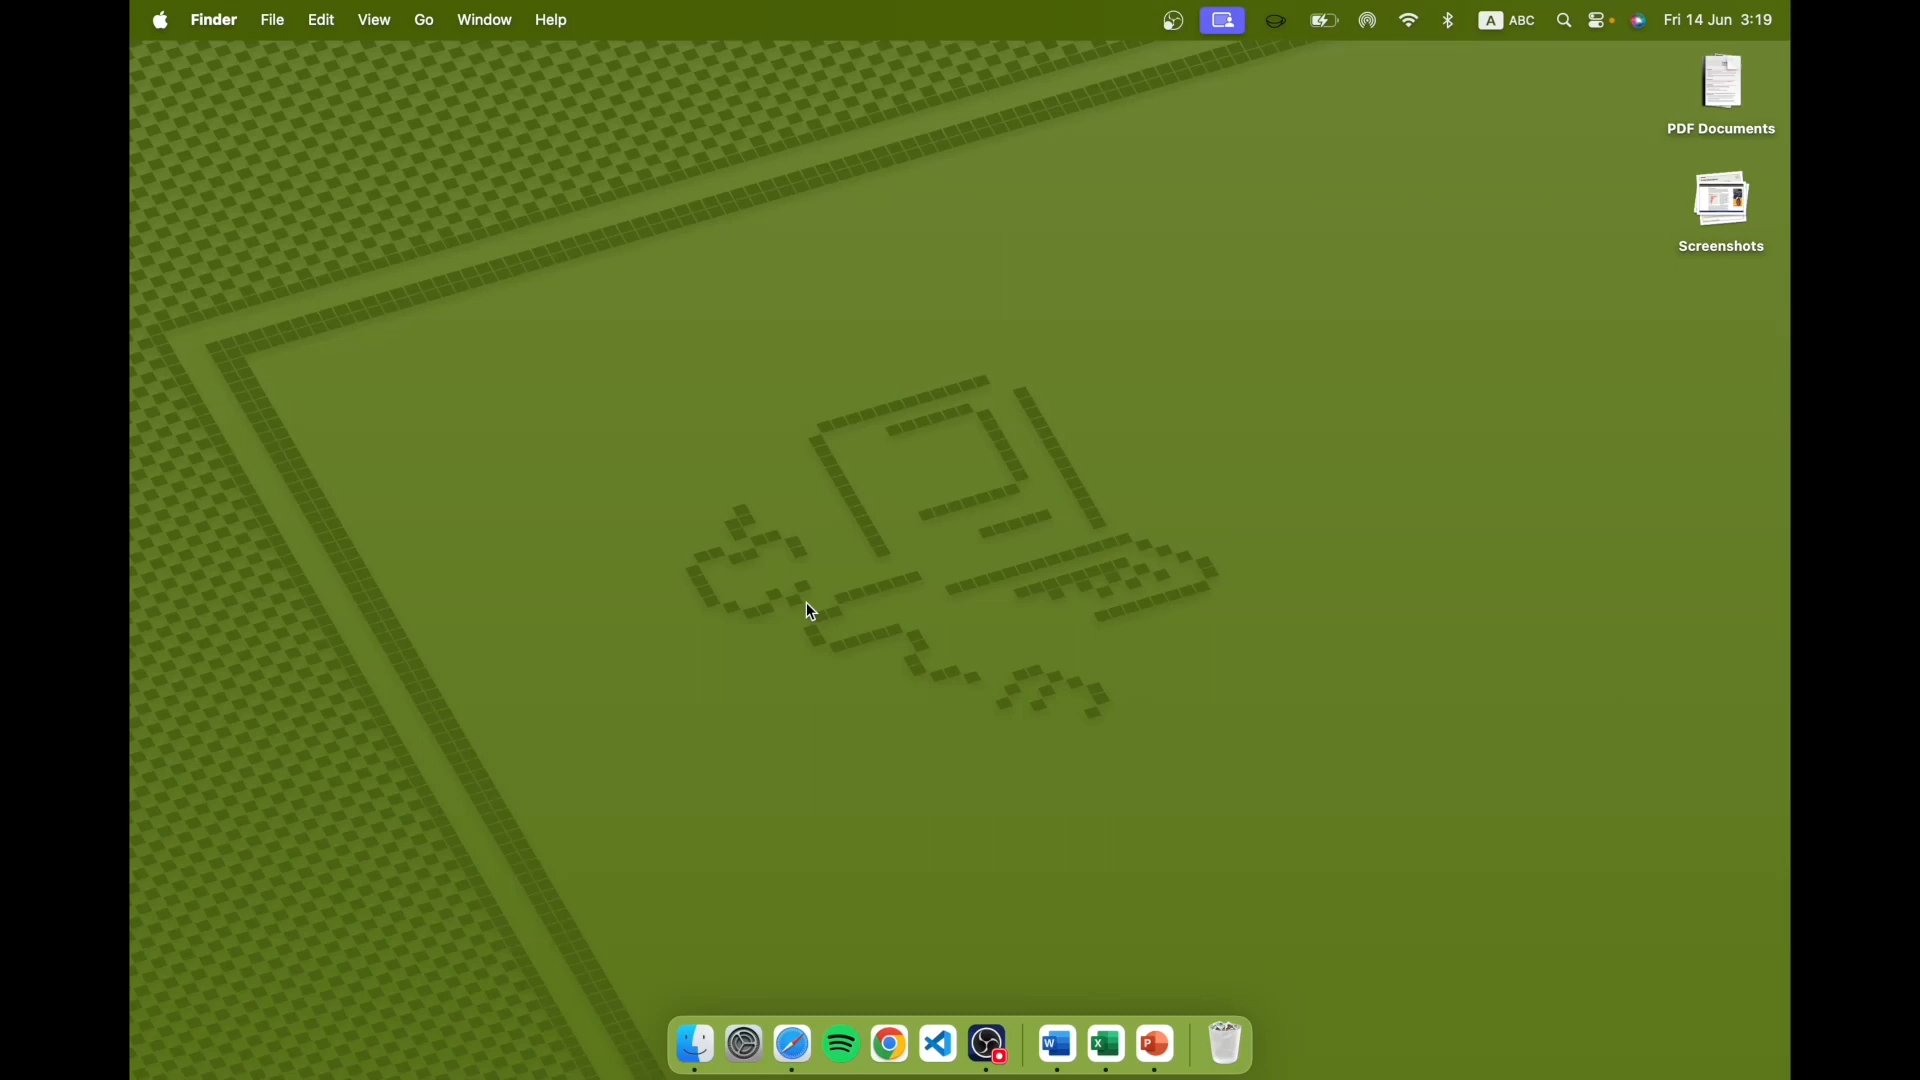 Finder File Edit View Go Window Help A ABC Fri 14 Jun 3:19
PDF Documents
Screenshots